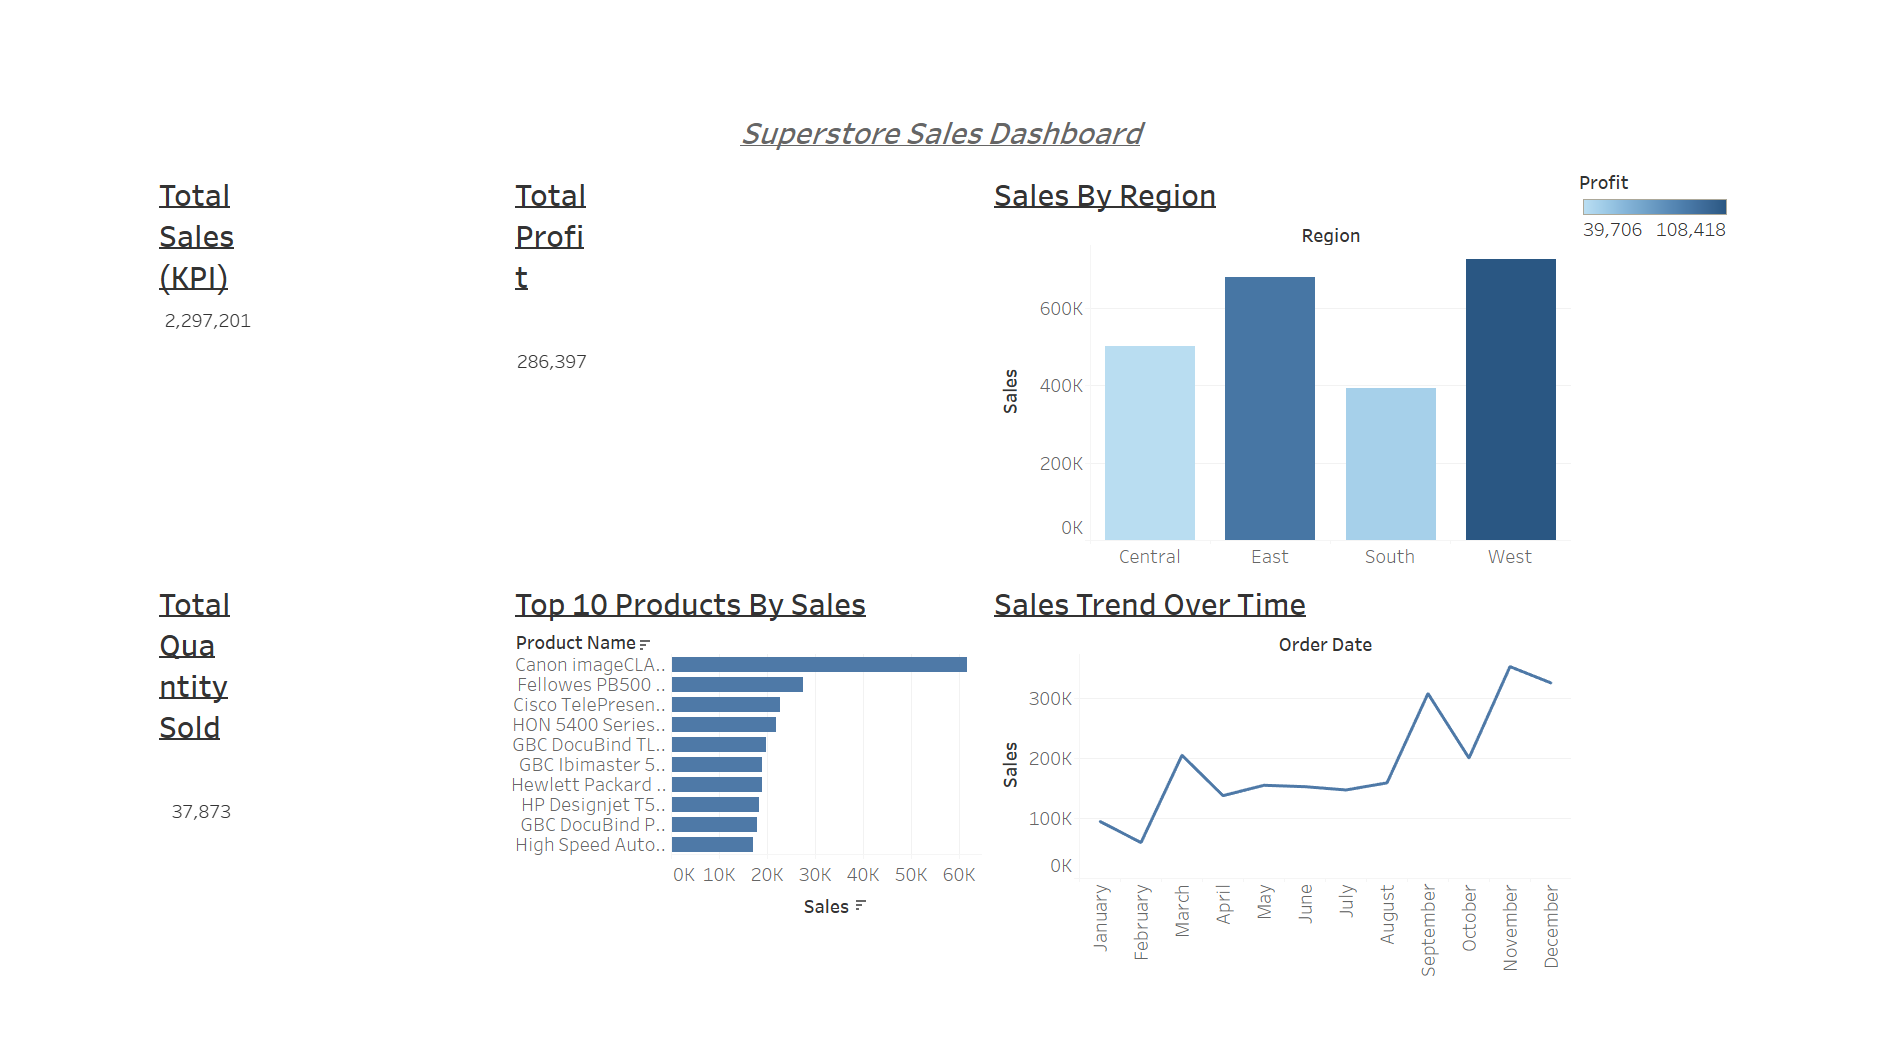 Superstore Sales Dashboard
Total
Sales
(KPI)
2,297,201
Total
Profi
t
286,397
Sales By Region
Region
Sales
600K
400K
200K
0K
Central East South West
Profit
39,706 108,418
Total
Qua
ntity
Sold
37,873
Top 10 Products By Sales
Product Name
Canon imageCLA..
Fellowes PB500 ..
Cisco TelePresen..
HON 5400 Series..
GBC DocuBind TL..
GBC Ibimaster 5..
Hewlett Packard ..
HP Designjet T5..
GBC DocuBind P..
High Speed Auto..
0K 10K 20K 30K 40K 50K 60K
Sales
Sales Trend Over Time
Order Date
Sales
300K
200K
100K
0K
January
February
March
April
May
June
July
August
September
October
November
December